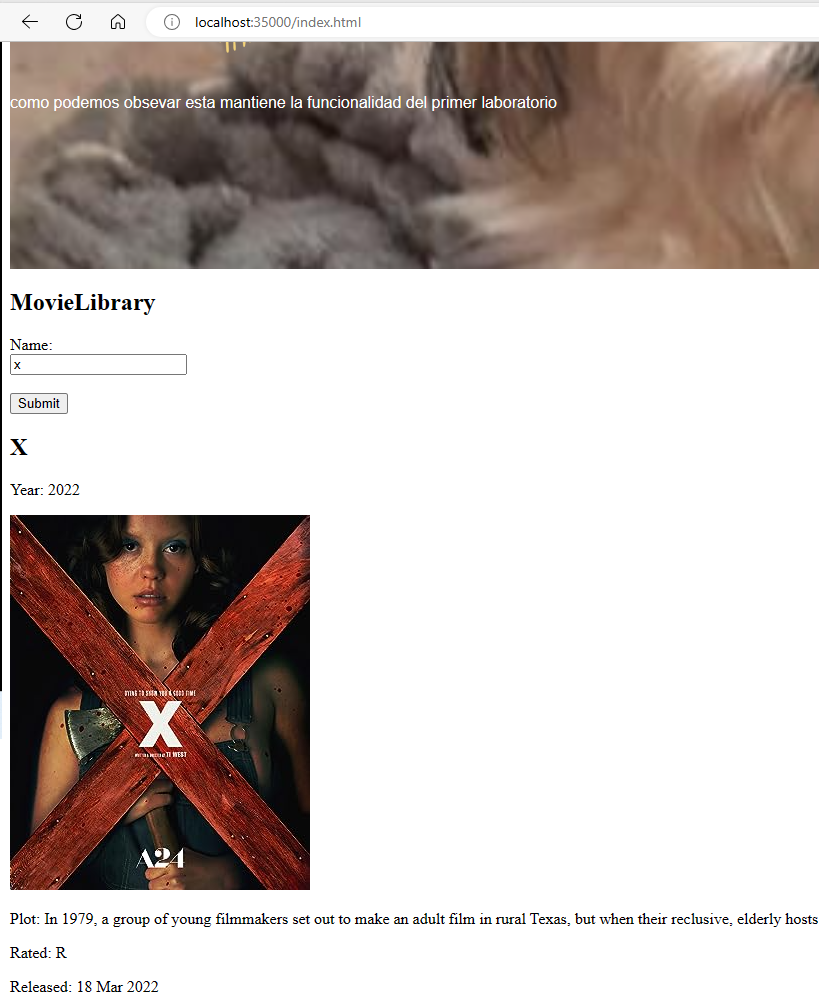 localhost:35000/index.html
como podemos obsevar esta mantiene la funcionalidad del primer laboratorio
MovieLibrary
Name:
x
Submit
X
Year: 2022
DYING TO SHOW YOU A GOOD TIME
X
WRITTEN & DIRECTED BY TI WEST
A24
Plot: In 1979, a group of young filmmakers set out to make an adult film in rural Texas, but when their reclusive, elderly hosts
Rated: R
Released: 18 Mar 2022